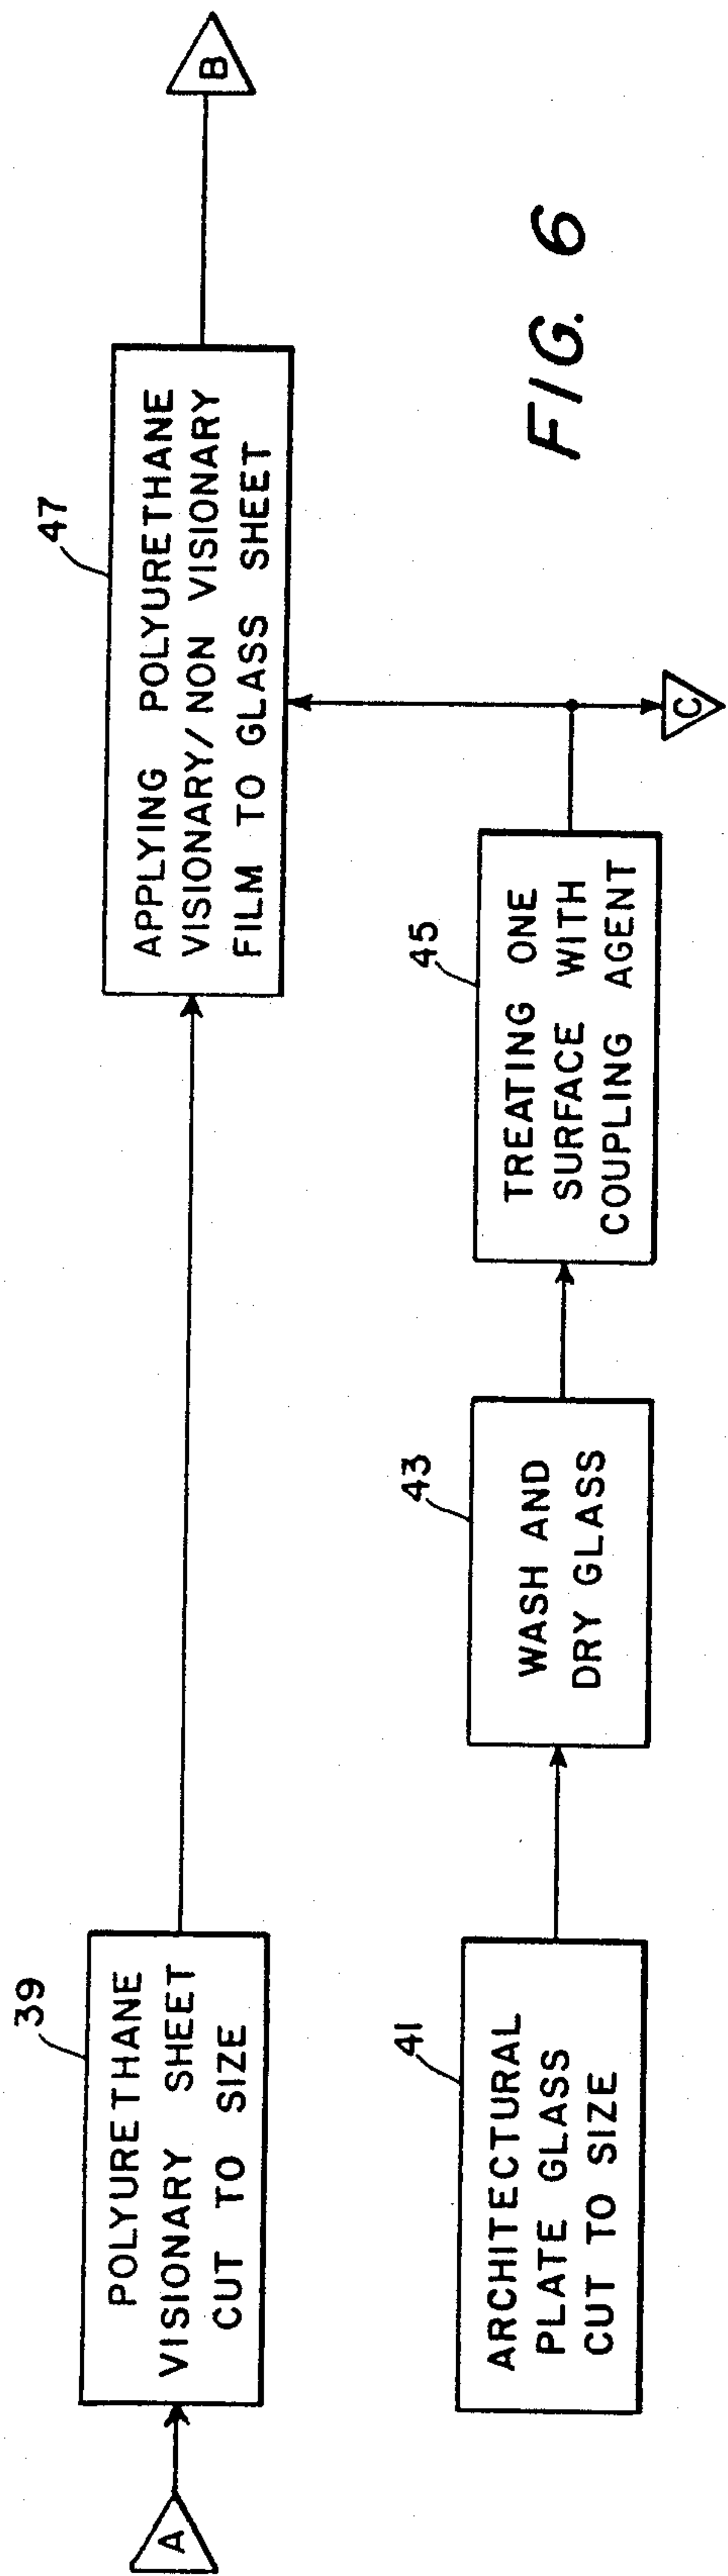 A
39
POLYURETHANE
VISIONARY SHEET
CUT TO SIZE
47
APPLYING POLYURETHANE
VISIONARY/NON VISIONARY
FILM TO GLASS SHEET
B
41
ARCHITECTURAL
PLATE GLASS
CUT TO SIZE
43
WASH AND
DRY GLASS
45
TREATING ONE
SURFACE WITH
COUPLING AGENT
C
FIG. 6